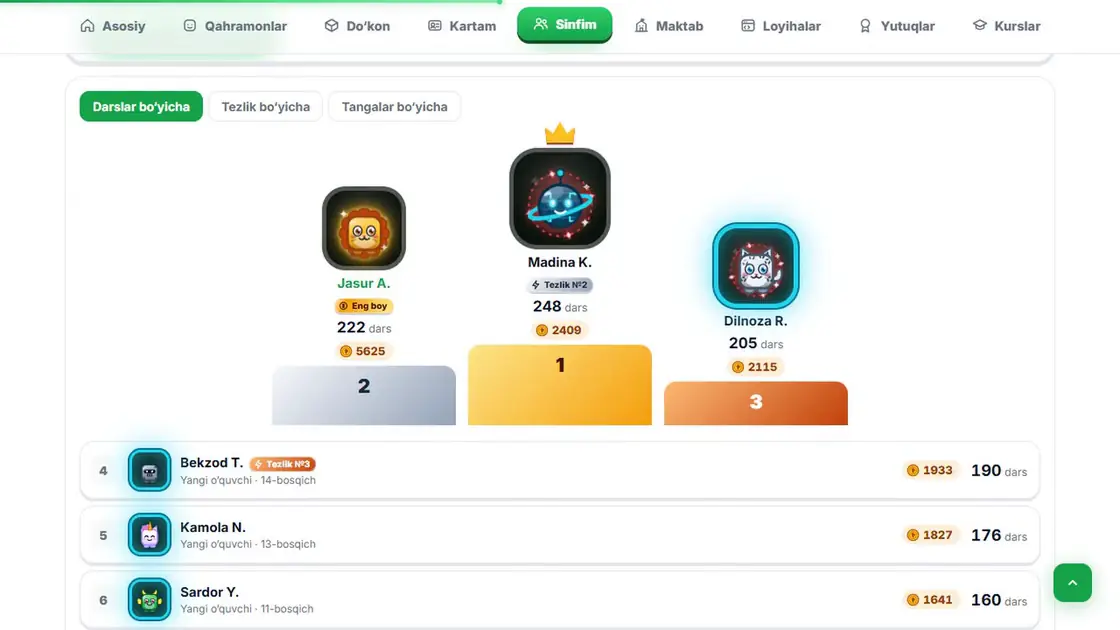 Asosiy
Qahramonlar
Do‘kon
Kartam
Sinfim
Maktab
Loyihalar
Yutuqlar
Kurslar
Darslar bo‘yicha
Tezlik bo‘yicha
Tangalar bo‘yicha
Jasur A.
Eng boy
222 dars
5625
2
Madina K.
Tezlik №2
248 dars
2409
1
Dilnoza R.
205 dars
2115
3
4
Bekzod T. Tezlik №3
Yangi o‘quvchi · 14-bosqich
1933
190 dars
5
Kamola N.
Yangi o‘quvchi · 13-bosqich
1827
176 dars
6
Sardor Y.
Yangi o‘quvchi · 11-bosqich
1641
160 dars